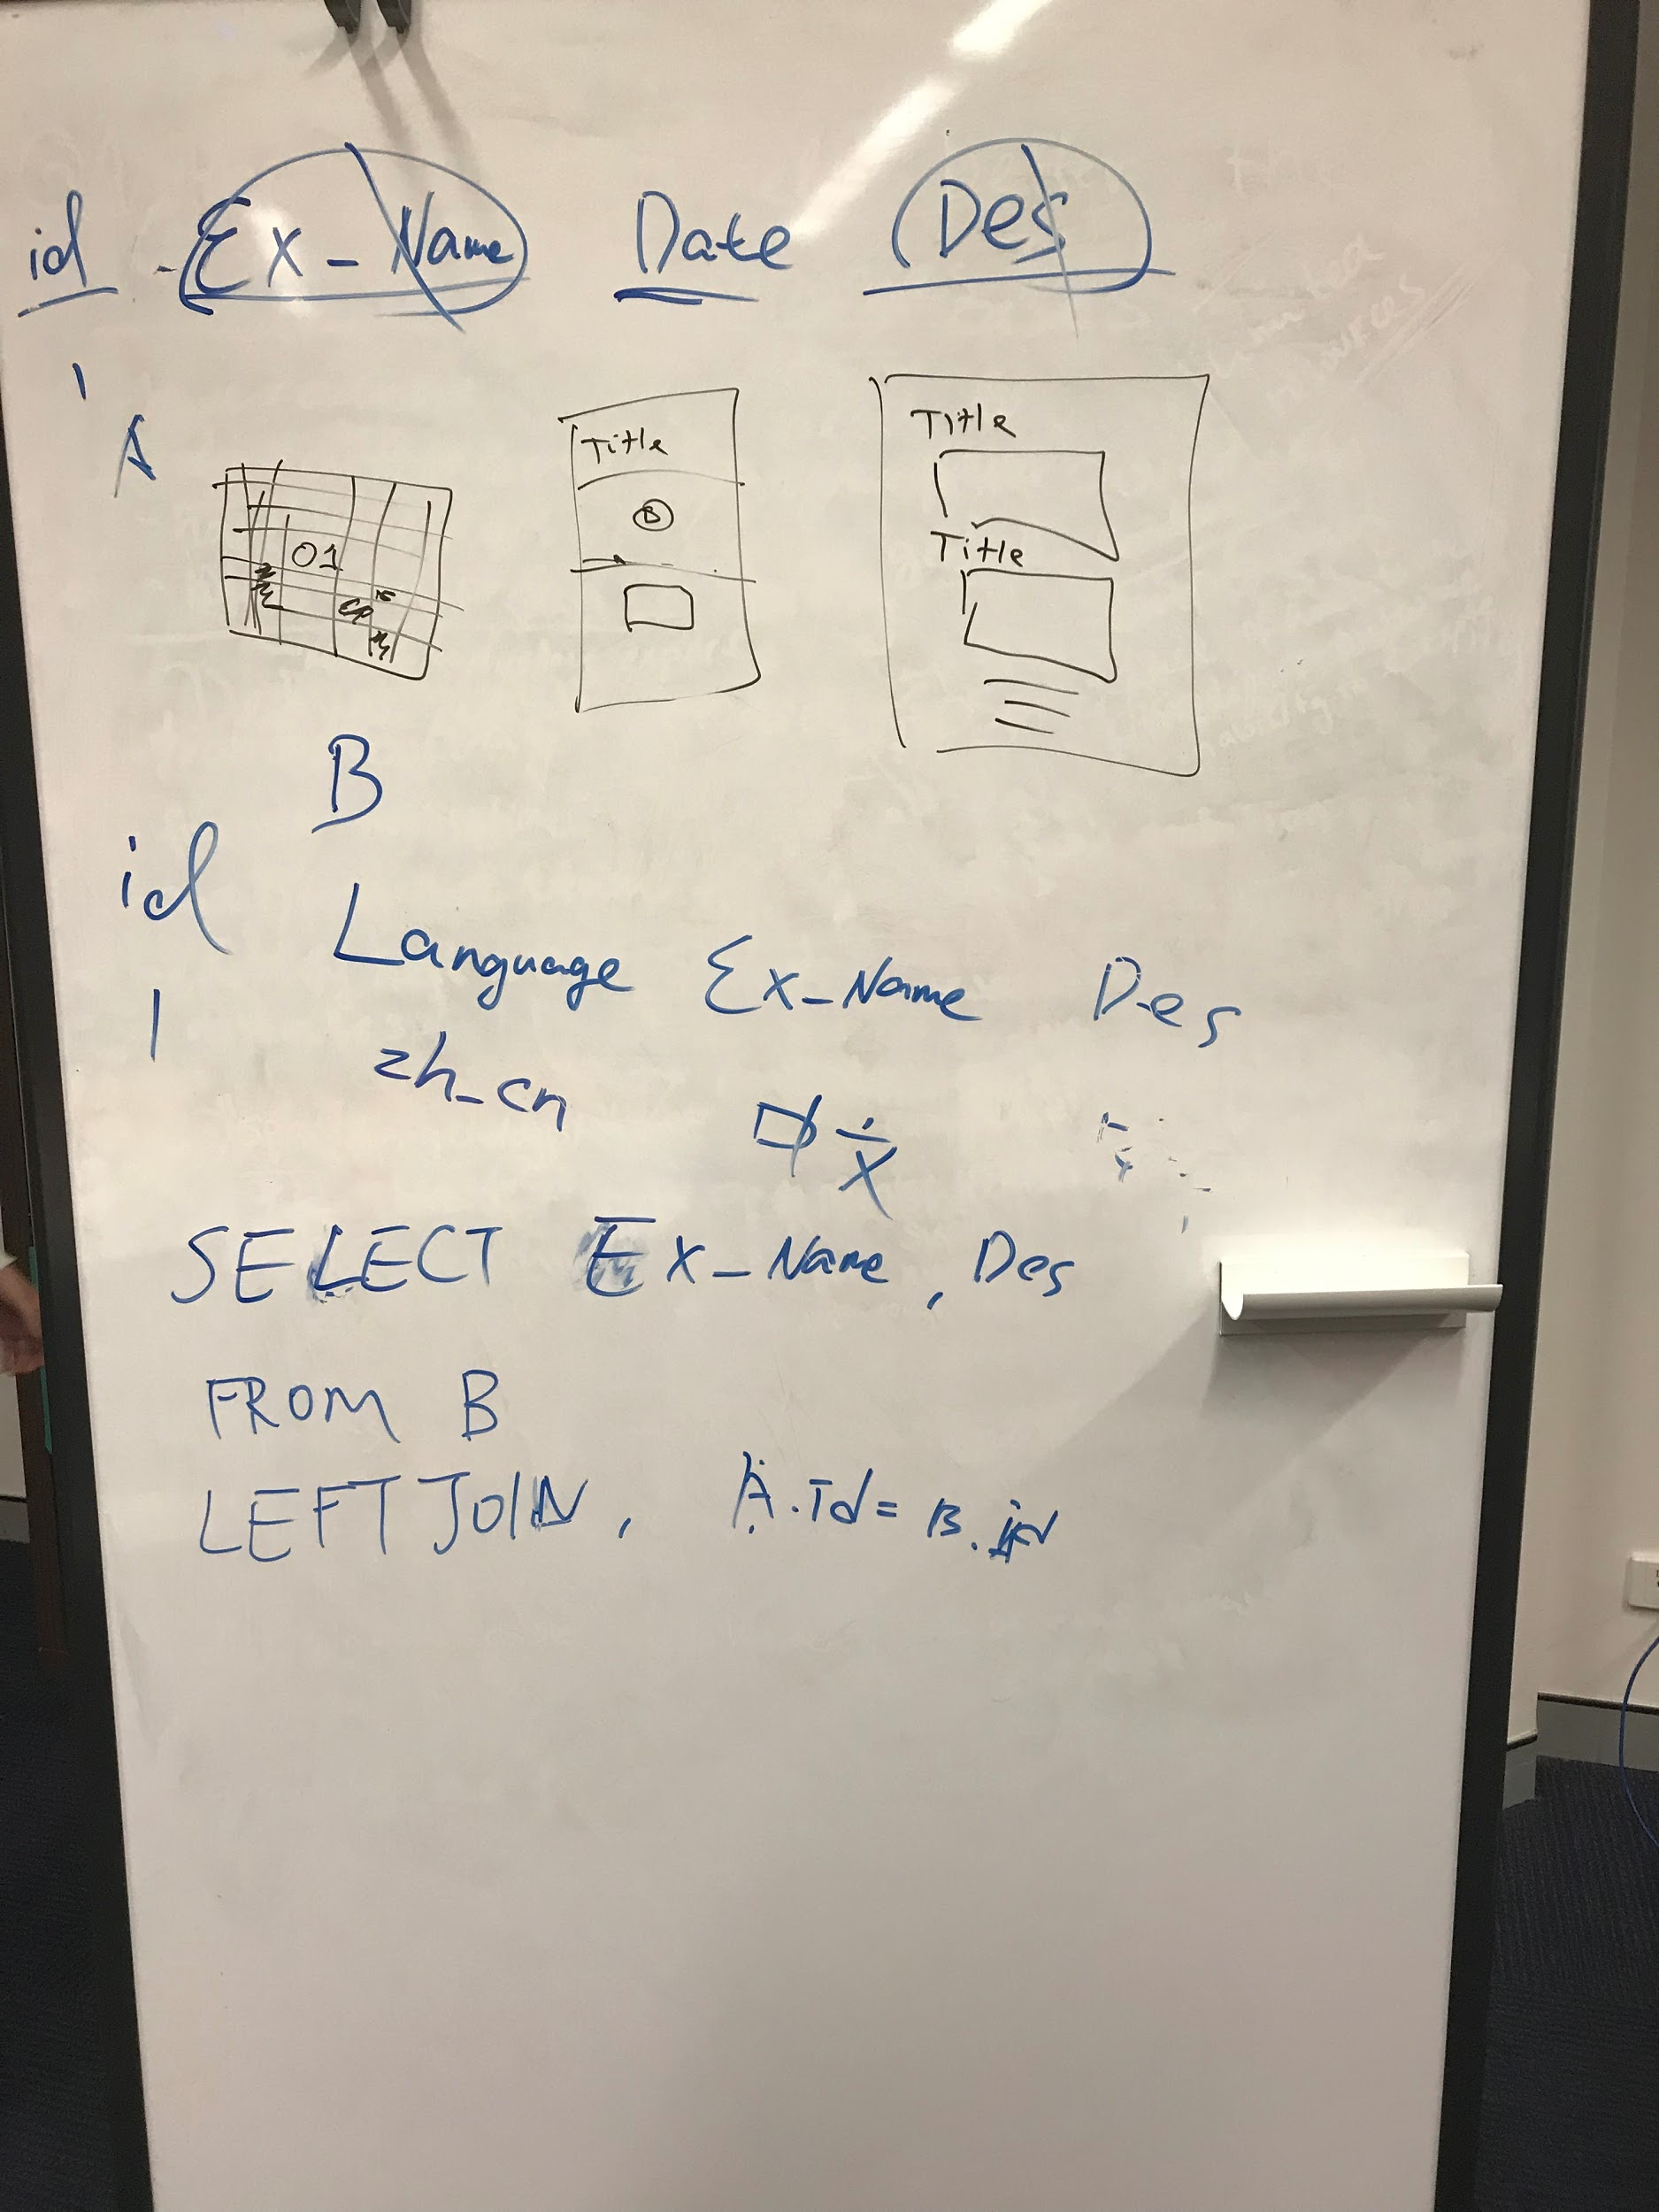 id Ex_Name Date Des
1
A
Title
B
01
Title
Title
B
id Language Ex_Name Des
1 zh_cn 中文
SELECT Ex_Name, Des
FROM B
LEFT JOIN, A.id = B.id